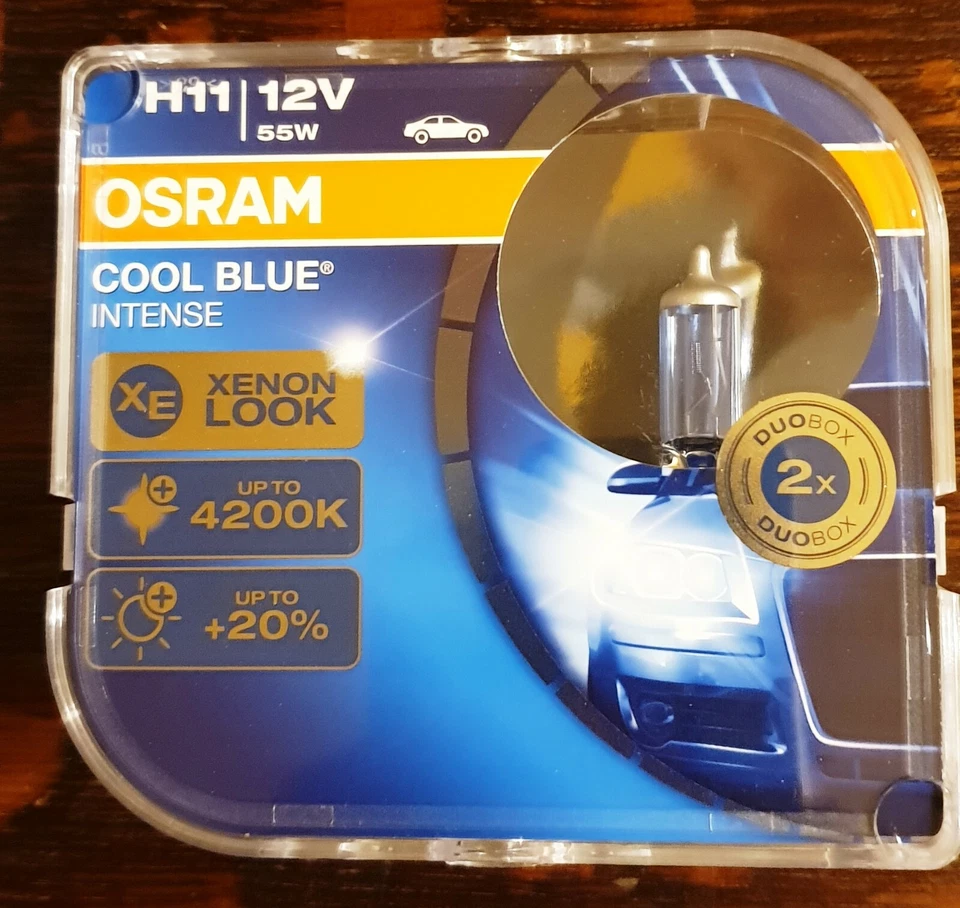 H11 12V
55W
OSRAM
COOL BLUE®
INTENSE
XE XENON
LOOK
UP TO
4200K
UP TO
+20%
DUOBOX
2x
DUOBOX